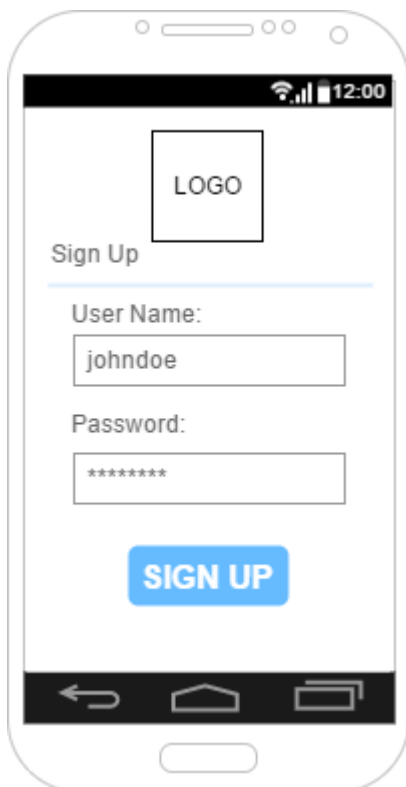 12:00
LOGO
Sign Up
User Name:
johndoe
Password:
********
SIGN UP